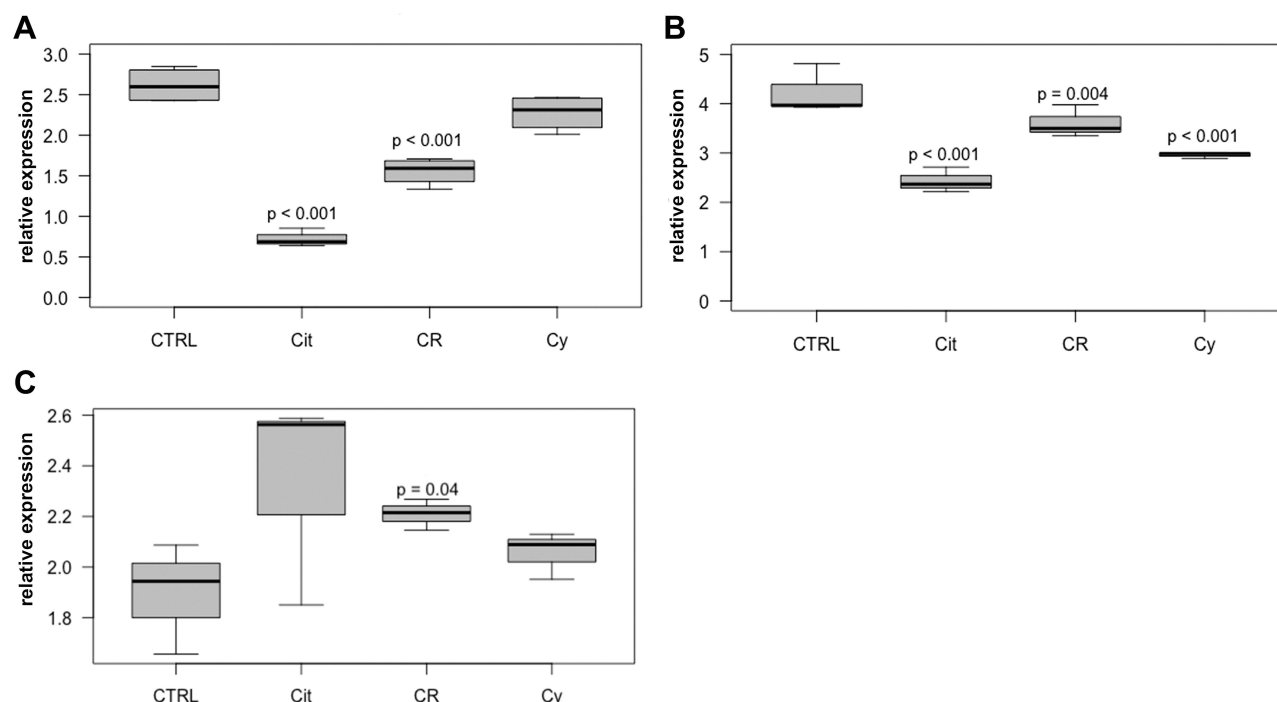 A
relative expression
3.0
2.5
2.0
1.5
1.0
0.5
0.0
p < 0.001
p < 0.001
CTRL Cit CR Cy
B
relative expression
5
4
3
2
1
0
p < 0.001
p = 0.004
p < 0.001
CTRL Cit CR Cy
C
relative expression
2.6
2.4
2.2
2.0
1.8
p = 0.04
CTRL Cit CR Cy